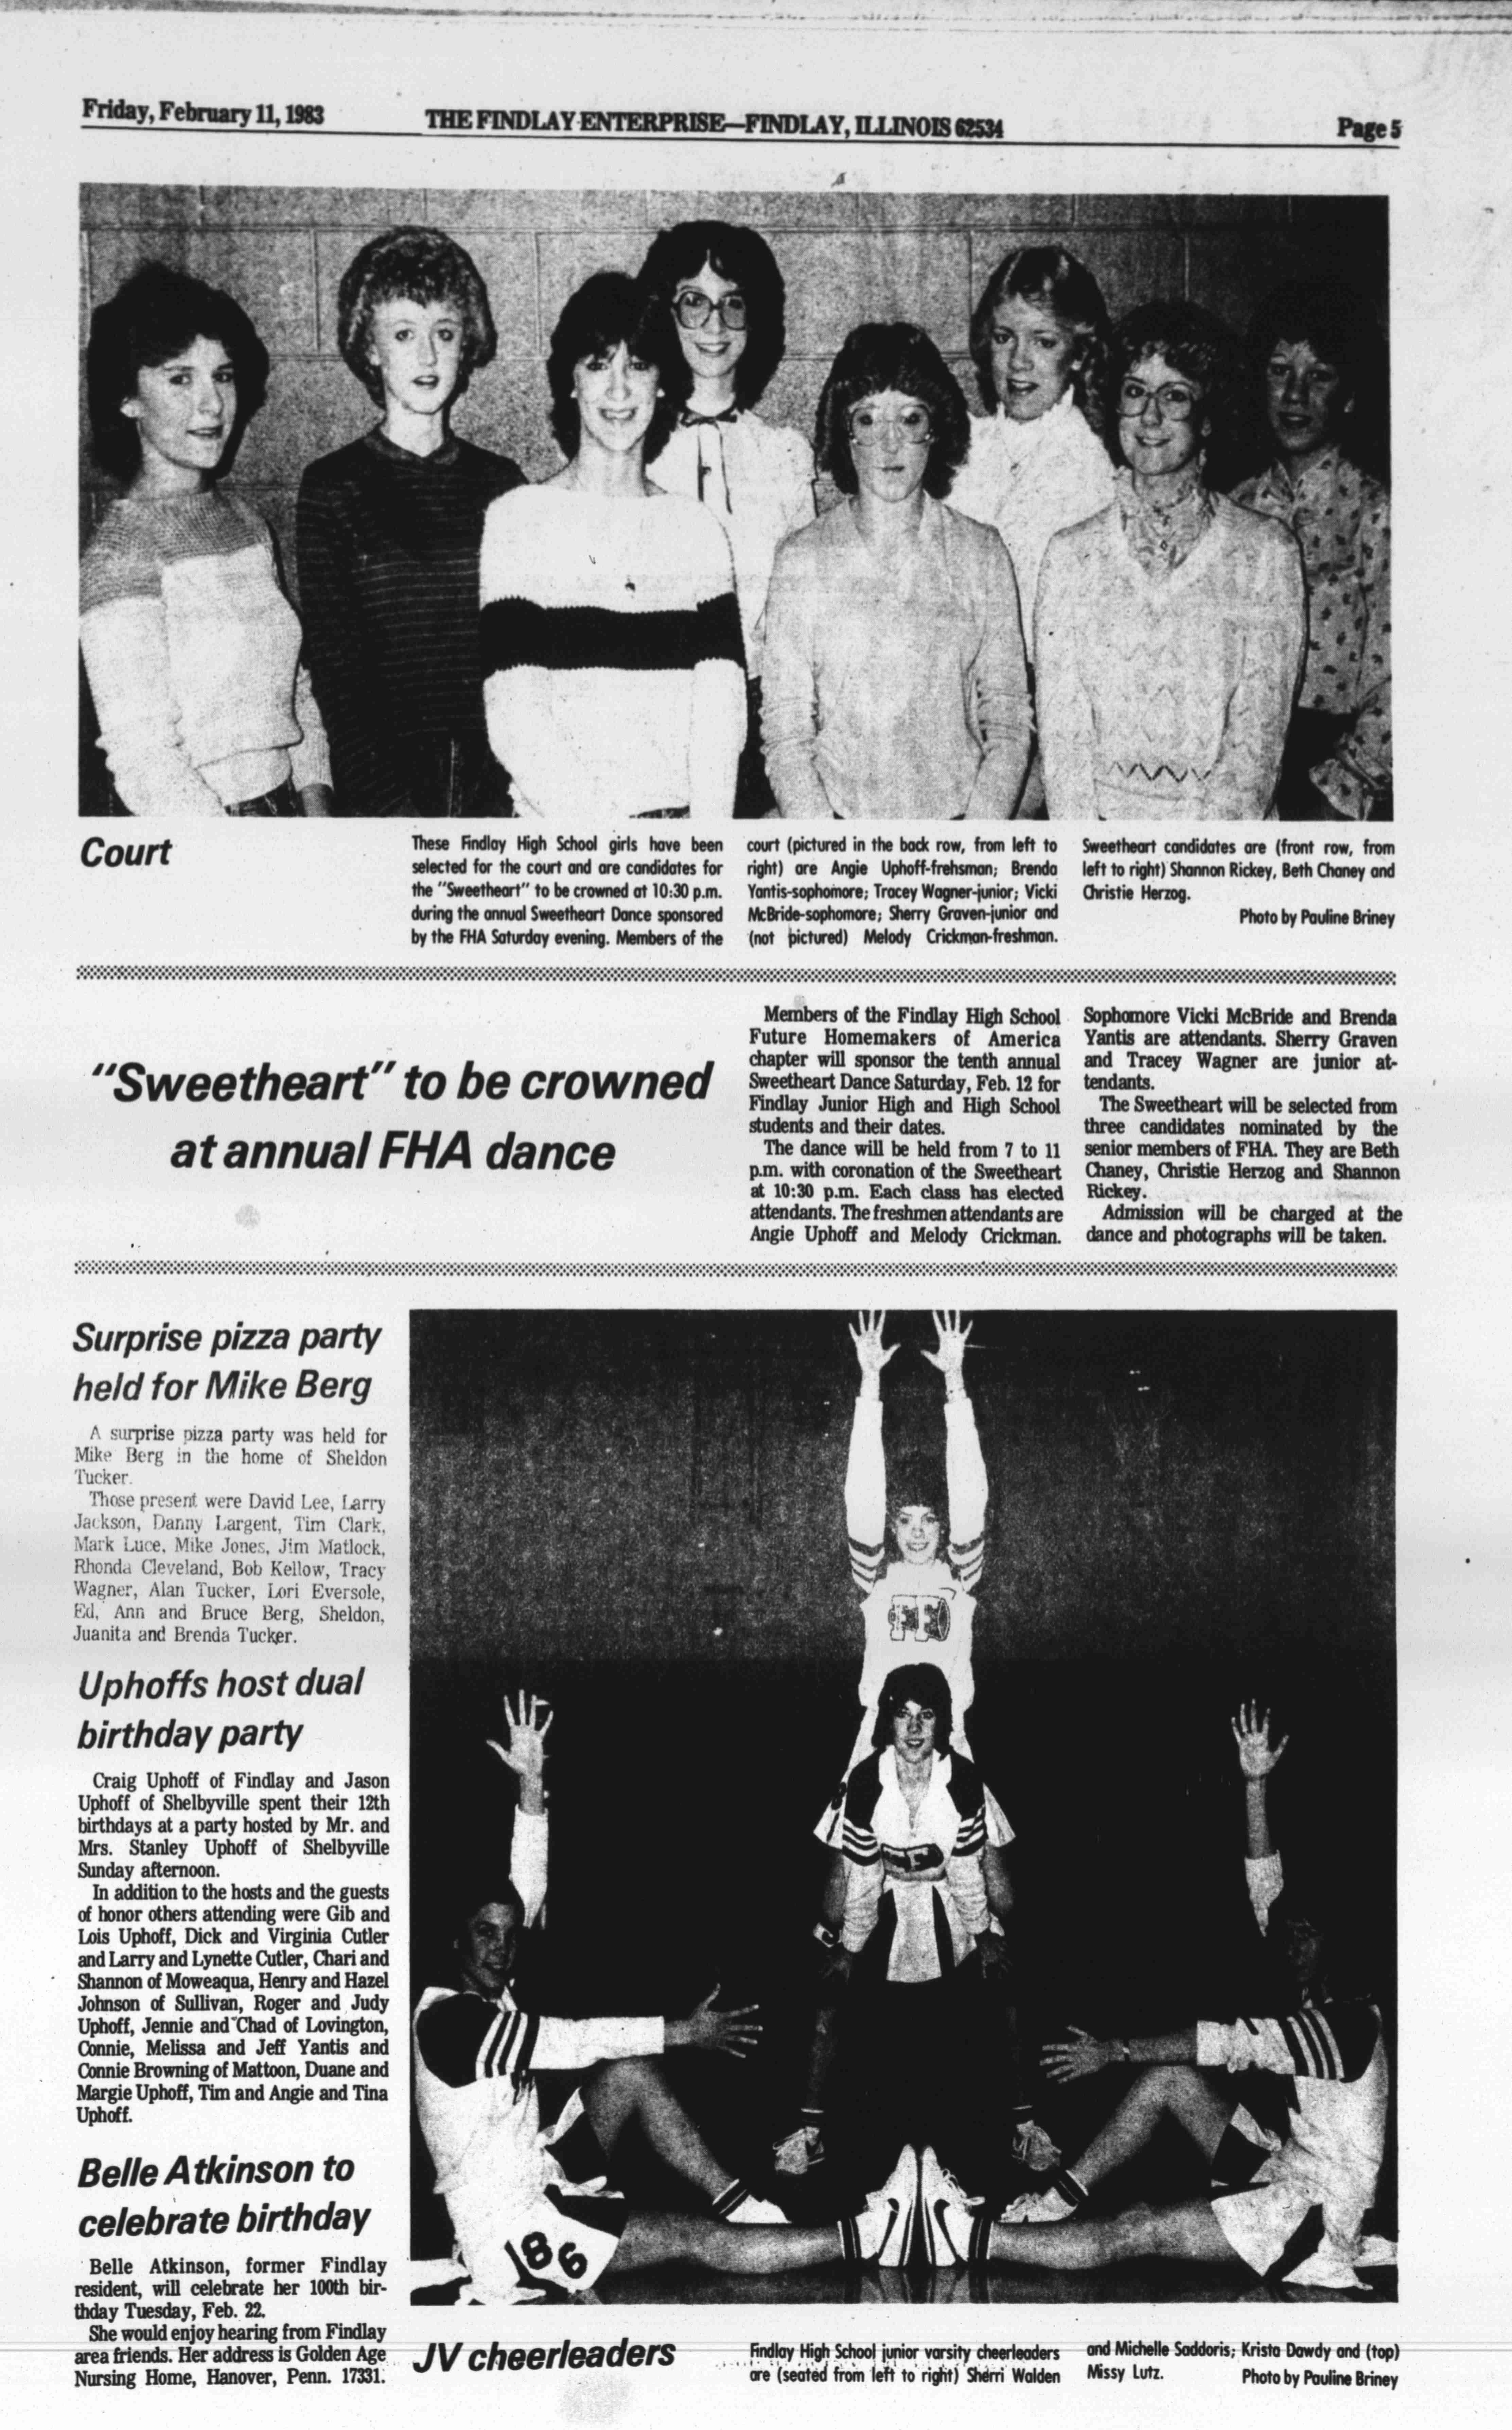 Friday, February 11, 1983
THE FINDLAY ENTERPRISE—FINDLAY, ILLINOIS 62534
Page 5
Court
These Findlay High School girls have been
selected for the court and are candidates for
the "Sweetheart" to be crowned at 10:30 p.m.
during the annual Sweetheart Dance sponsored
by the FHA Saturday evening. Members of the
court (pictured in the back row, from left to
right) are Angie Uphoff-frehsman; Brenda
Yantis-sophomore; Tracey Wagner-junior; Vicki
McBride-sophomore; Sherry Graven-junior and
(not pictured) Melody Crickman-freshman.
Sweetheart candidates are (front row, from
left to right) Shannon Rickey, Beth Chaney and
Christie Herzog.
Photo by Pauline Briney
"Sweetheart" to be crowned
at annual FHA dance
Members of the Findlay High School
Future Homemakers of America
chapter will sponsor the tenth annual
Sweetheart Dance Saturday, Feb. 12 for
Findlay Junior High and High School
students and their dates.
The dance will be held from 7 to 11
p.m. with coronation of the Sweetheart
at 10:30 p.m. Each class has elected
attendants. The freshmen attendants are
Angie Uphoff and Melody Crickman.
Sophomore Vicki McBride and Brenda
Yantis are attendants. Sherry Graven
and Tracey Wagner are junior at-
tendants.
The Sweetheart will be selected from
three candidates nominated by the
senior members of FHA. They are Beth
Chaney, Christie Herzog and Shannon
Rickey.
Admission will be charged at the
dance and photographs will be taken.
Surprise pizza party
held for Mike Berg
A surprise pizza party was held for
Mike Berg in the home of Sheldon
Tucker.
Those present were David Lee, Larry
Jackson, Danny Largent, Tim Clark,
Mark Luce, Mike Jones, Jim Matlock,
Rhonda Cleveland, Bob Kellow, Tracy
Wagner, Alan Tucker, Lori Eversole,
Ed, Ann and Bruce Berg, Sheldon,
Juanita and Brenda Tucker.
Uphoffs host dual
birthday party
Craig Uphoff of Findlay and Jason
Uphoff of Shelbyville spent their 12th
birthdays at a party hosted by Mr. and
Mrs. Stanley Uphoff of Shelbyville
Sunday afternoon.
In addition to the hosts and the guests
of honor others attending were Gib and
Lois Uphoff, Dick and Virginia Cutler
and Larry and Lynette Cutler, Chari and
Shannon of Moweaqua, Henry and Hazel
Johnson of Sullivan, Roger and Judy
Uphoff, Jennie and Chad of Lovington,
Connie, Melissa and Jeff Yantis and
Connie Browning of Mattoon, Duane and
Margie Uphoff, Tim and Angie and Tina
Uphoff.
Belle Atkinson to
celebrate birthday
Belle Atkinson, former Findlay
resident, will celebrate her 100th bir-
thday Tuesday, Feb. 22.
She would enjoy hearing from Findlay
area friends. Her address is Golden Age
Nursing Home, Hanover, Penn. 17331.
FF
F
186
JV cheerleaders
Findlay High School junior varsity cheerleaders
are (seated from left to right) Sherri Walden
and Michelle Saddoris; Krista Dawdy and (top)
Missy Lutz.
Photo by Pauline Briney